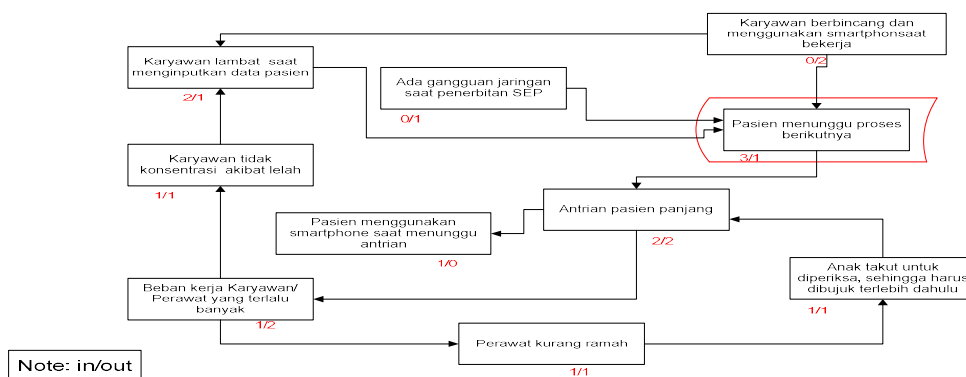 Karyawan berbincang dan
menggunakan smartphonsaat
bekerja
0/2
Karyawan lambat saat
menginputkan data pasien
2/1
Ada gangguan jaringan
saat penerbitan SEP
0/1
Pasien menunggu proses
berikutnya
3/1
Karyawan tidak
konsentrasi akibat lelah
1/1
Antrian pasien panjang
2/2
Pasien menggunakan
smartphone saat menunggu
antrian
1/0
Anak takut untuk
diperiksa, sehingga harus
dibujuk terlebih dahulu
1/1
Beban kerja Karyawan/
Perawat yang terlalu
banyak
1/2
Perawat kurang ramah
1/1
Note: in/out